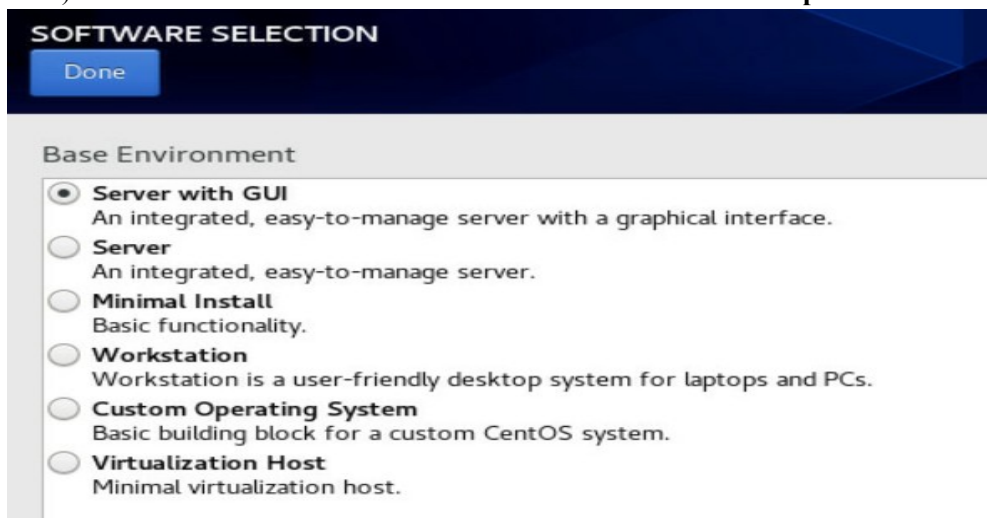 SOFTWARE SELECTION
Done
Base Environment
Server with GUI
An integrated, easy-to-manage server with a graphical interface.
Server
An integrated, easy-to-manage server.
Minimal Install
Basic functionality.
Workstation
Workstation is a user-friendly desktop system for laptops and PCs.
Custom Operating System
Basic building block for a custom CentOS system.
Virtualization Host
Minimal virtualization host.